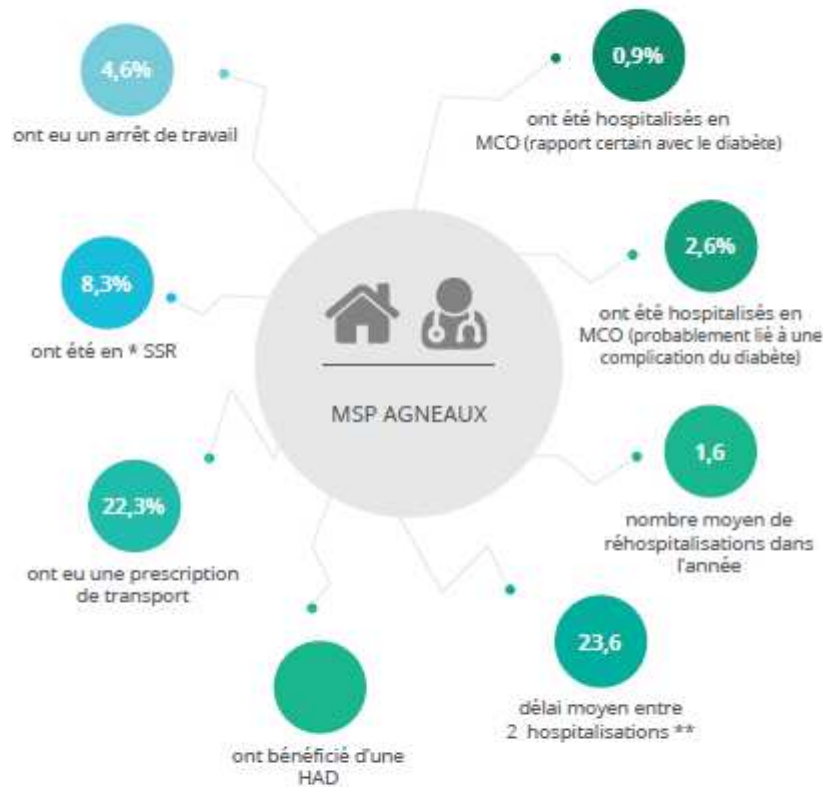 4,6%
ont eu un arrêt de travail
0,9%
ont été hospitalisés en
MCO (rapport certain avec le diabète)
8,3%
ont été en * SSR
2,6%
ont été hospitalisés en
MCO (probablement lié à une
complication du diabète)
MSP AGNEAUX
22,3%
ont eu une prescription
de transport
1,6
nombre moyen de
réhospitalisations dans
l'année
ont bénéficié d'une
HAD
23,6
délai moyen entre
2 hospitalisations **